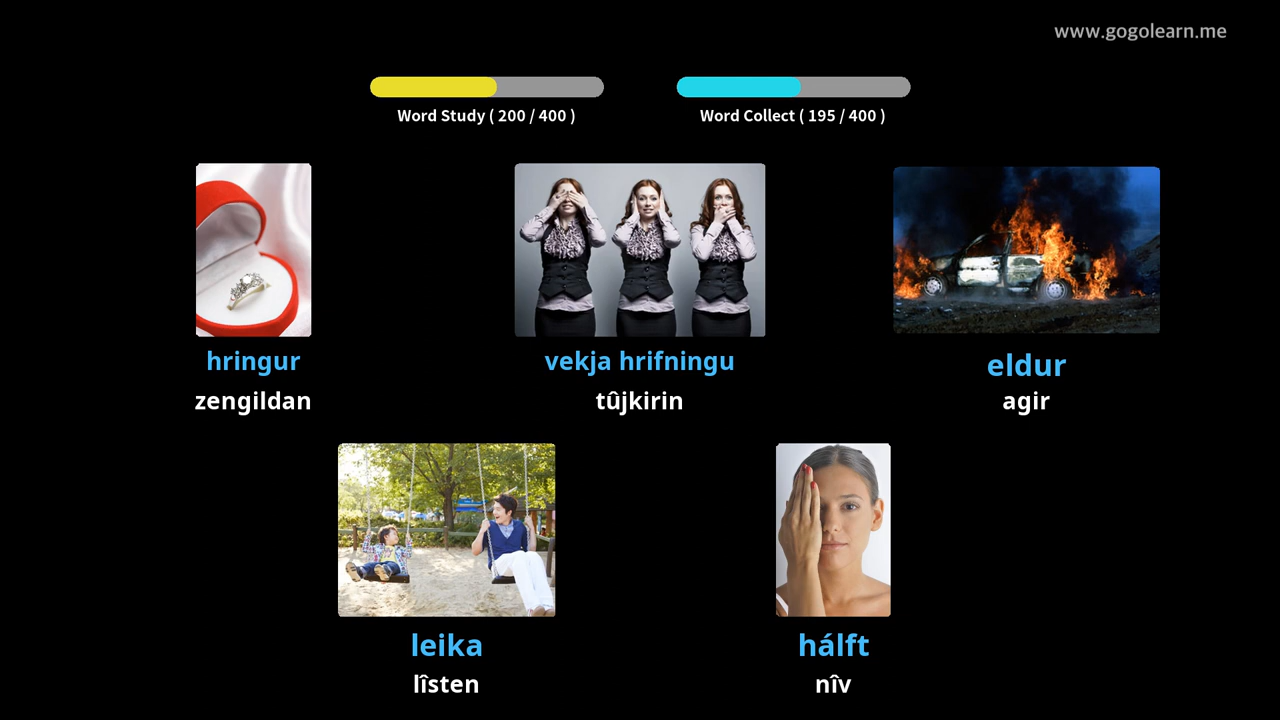 www.gogolearn.me
Word Study ( 200 / 400 )
Word Collect ( 195 / 400 )
hringur
zengildan
vekja hrifningu
tûjkirin
eldur
agir
leika
lîsten
hálft
nîv